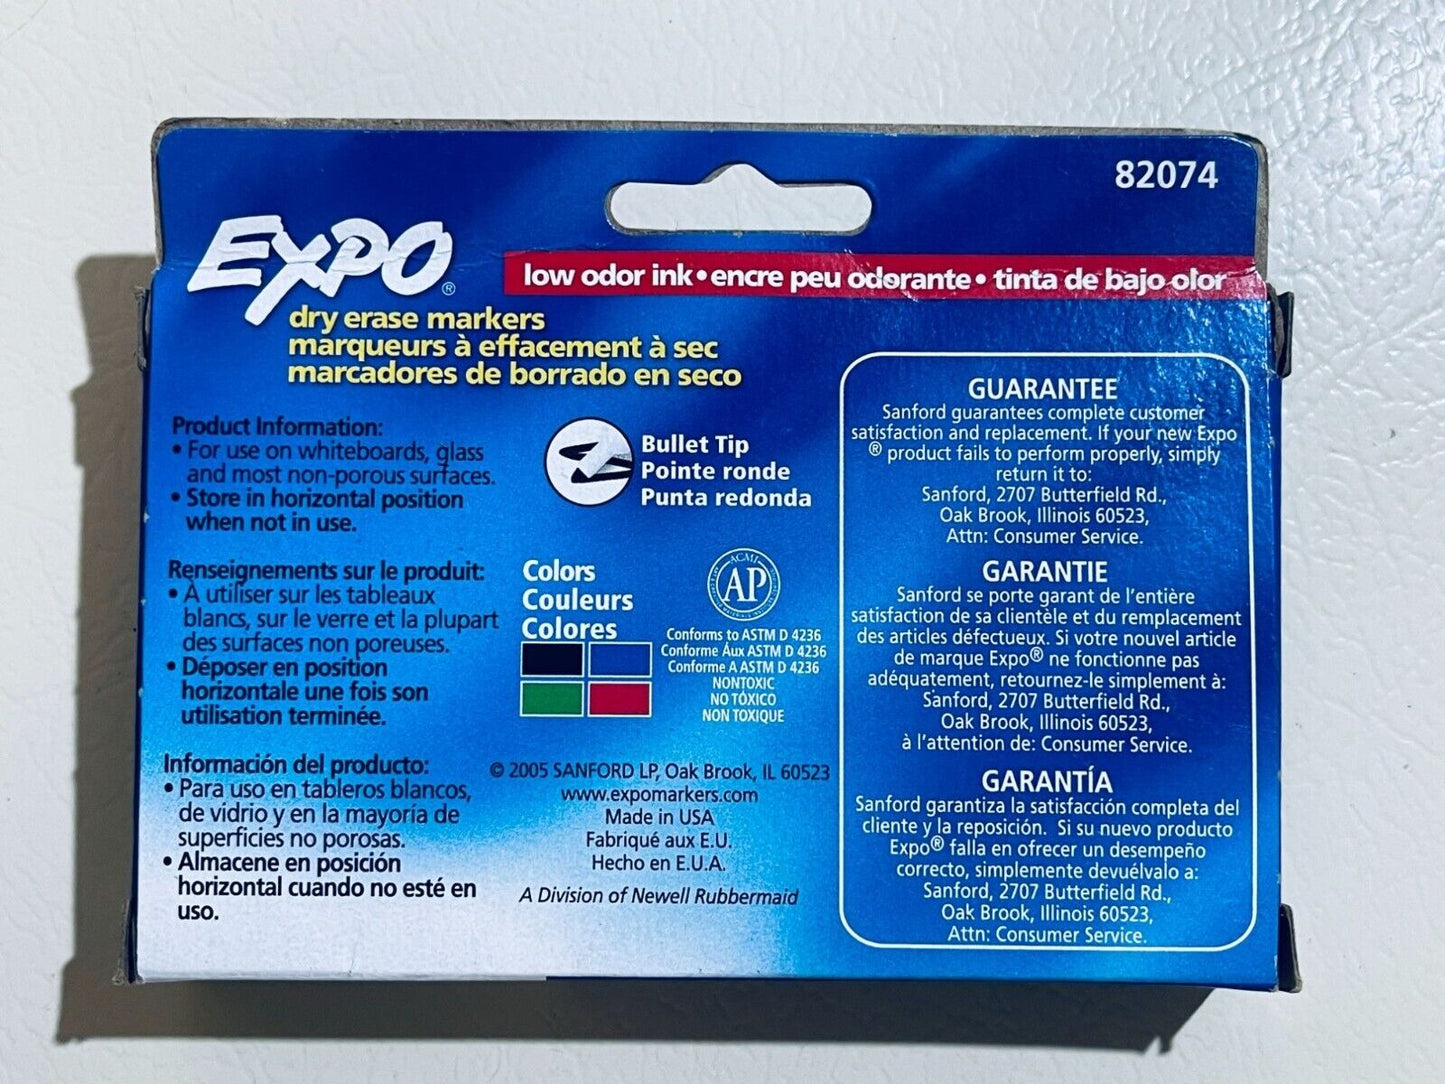 82074
EXPO®
low odor ink • encre peu odorante • tinta de bajo olor
dry erase markers
marqueurs à effacement à sec
marcadores de borrado en seco
Product Information:
• For use on whiteboards, glass
and most non-porous surfaces.
• Store in horizontal position
when not in use.
Renseignements sur le produit:
• À utiliser sur les tableaux
blancs, sur le verre et la plupart
des surfaces non poreuses.
• Déposer en position
horizontale une fois son
utilisation terminée.
Información del producto:
• Para uso en tableros blancos,
de vidrio y en la mayoría de
superficies no porosas.
• Almacene en posición
horizontal cuando no esté en
uso.
Bullet Tip
Pointe ronde
Punta redonda
Colors
Couleurs
Colores
ACMI
AP
Conforms to ASTM D 4236
Conforme Aux ASTM D 4236
Conforme A ASTM D 4236
NONTOXIC
NO TÓXICO
NON TOXIQUE
© 2005 SANFORD LP, Oak Brook, IL 60523
www.expomarkers.com
Made in USA
Fabriqué aux E.U.
Hecho en E.U.A.
A Division of Newell Rubbermaid
GUARANTEE
Sanford guarantees complete customer
satisfaction and replacement. If your new Expo
® product fails to perform properly, simply
return it to:
Sanford, 2707 Butterfield Rd.,
Oak Brook, Illinois 60523,
Attn: Consumer Service.
GARANTIE
Sanford se porte garant de l'entière
satisfaction de sa clientèle et du remplacement
des articles défectueux. Si votre nouvel article
de marque Expo® ne fonctionne pas
adéquatement, retournez-le simplement à:
Sanford, 2707 Butterfield Rd.,
Oak Brook, Illinois 60523,
à l'attention de: Consumer Service.
GARANTÍA
Sanford garantiza la satisfacción completa del
cliente y la reposición. Si su nuevo producto
Expo® falla en ofrecer un desempeño
correcto, simplemente devuélvalo a:
Sanford, 2707 Butterfield Rd.,
Oak Brook, Illinois 60523,
Attn: Consumer Service.